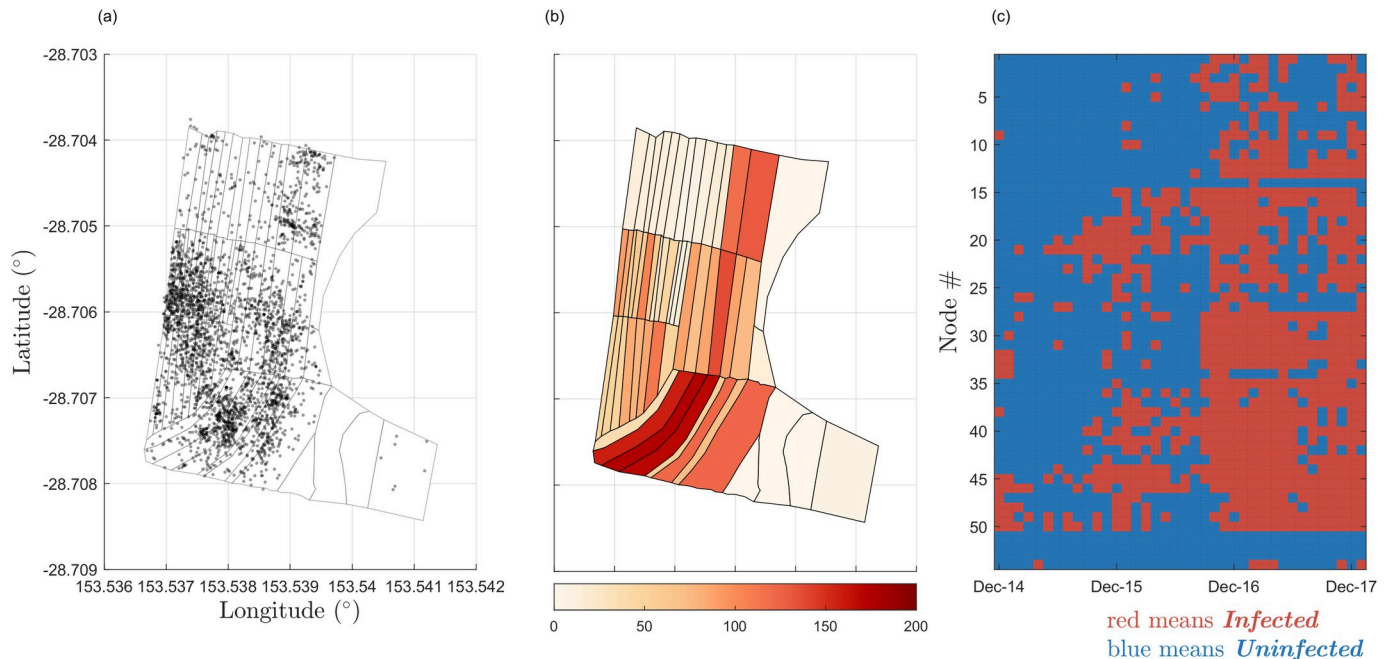 (a)
(b)
(c)
-28.703
-28.704
-28.705
-28.706
-28.707
-28.708
-28.709
Latitude (°)
153.536
153.537
153.538
153.539
153.54
153.541
153.542
Longitude (°)
0
50
100
150
200
5
10
15
20
25
30
35
40
45
50
Node #
Dec-14
Dec-15
Dec-16
Dec-17
red means Infected
blue means Uninfected